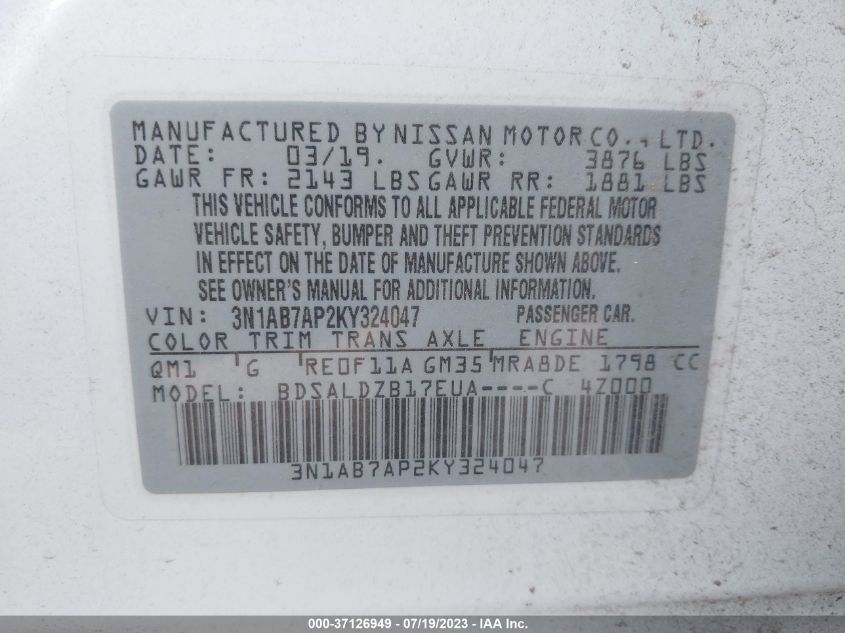 MANUFACTURED BY NISSAN MOTOR CO., LTD.
DATE: 03/19. GVWR: 3876 LBS
GAWR FR: 2143 LBS GAWR RR: 1881 LBS
THIS VEHICLE CONFORMS TO ALL APPLICABLE FEDERAL MOTOR
VEHICLE SAFETY, BUMPER AND THEFT PREVENTION STANDARDS
IN EFFECT ON THE DATE OF MANUFACTURE SHOWN ABOVE.
SEE OWNER'S MANUAL FOR ADDITIONAL INFORMATION.
VIN: 3N1AB7AP2KY324047 PASSENGER CAR.
COLOR TRIM TRANS AXLE ENGINE
QM1 G RE0F11A GM35 MRA8DE 1798 CC
MODEL: BDSALDZB17EUA----C 4Z000
3N1AB7AP2KY324047
000-37126949 - 07/19/2023 - IAA Inc.